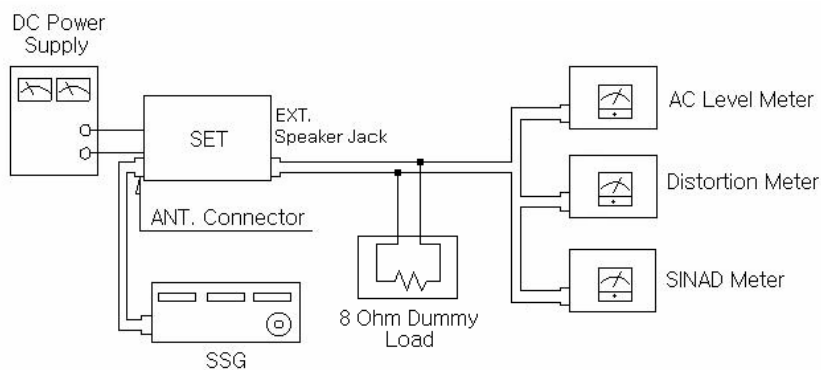 DC Power
Supply
SET
EXT.
Speaker Jack
ANT. Connector
SSG
8 Ohm Dummy
Load
AC Level Meter
Distortion Meter
SINAD Meter